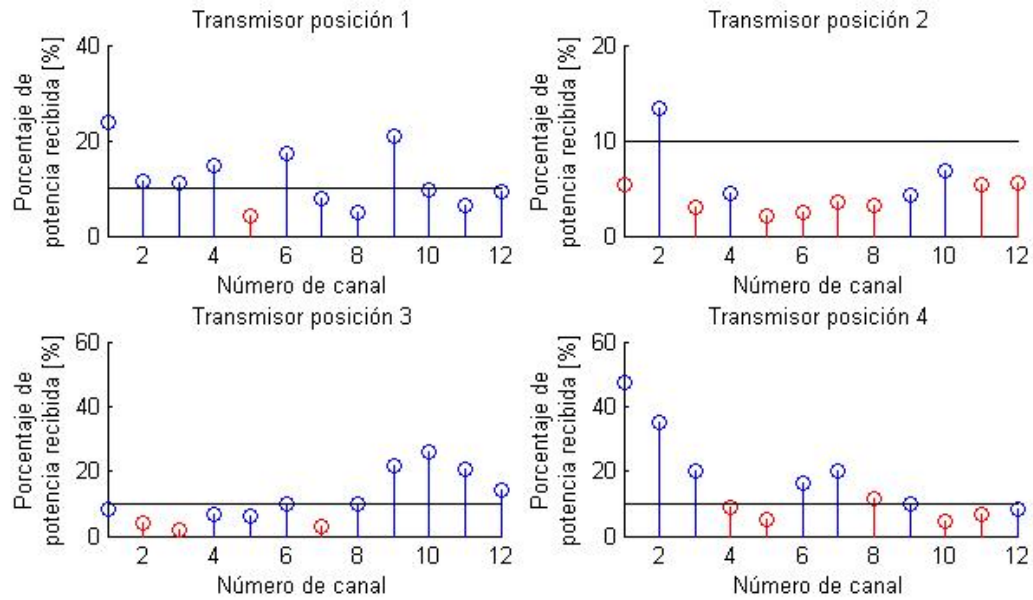 Transmisor posición 1
Porcentaje de
potencia recibida [%]
40
20
0
2 4 6 8 10 12
Número de canal
Transmisor posición 2
Porcentaje de
potencia recibida [%]
20
10
0
2 4 6 8 10 12
Número de canal
Transmisor posición 3
Porcentaje de
potencia recibida [%]
60
40
20
0
2 4 6 8 10 12
Número de canal
Transmisor posición 4
Porcentaje de
potencia recibida [%]
60
40
20
0
2 4 6 8 10 12
Número de canal